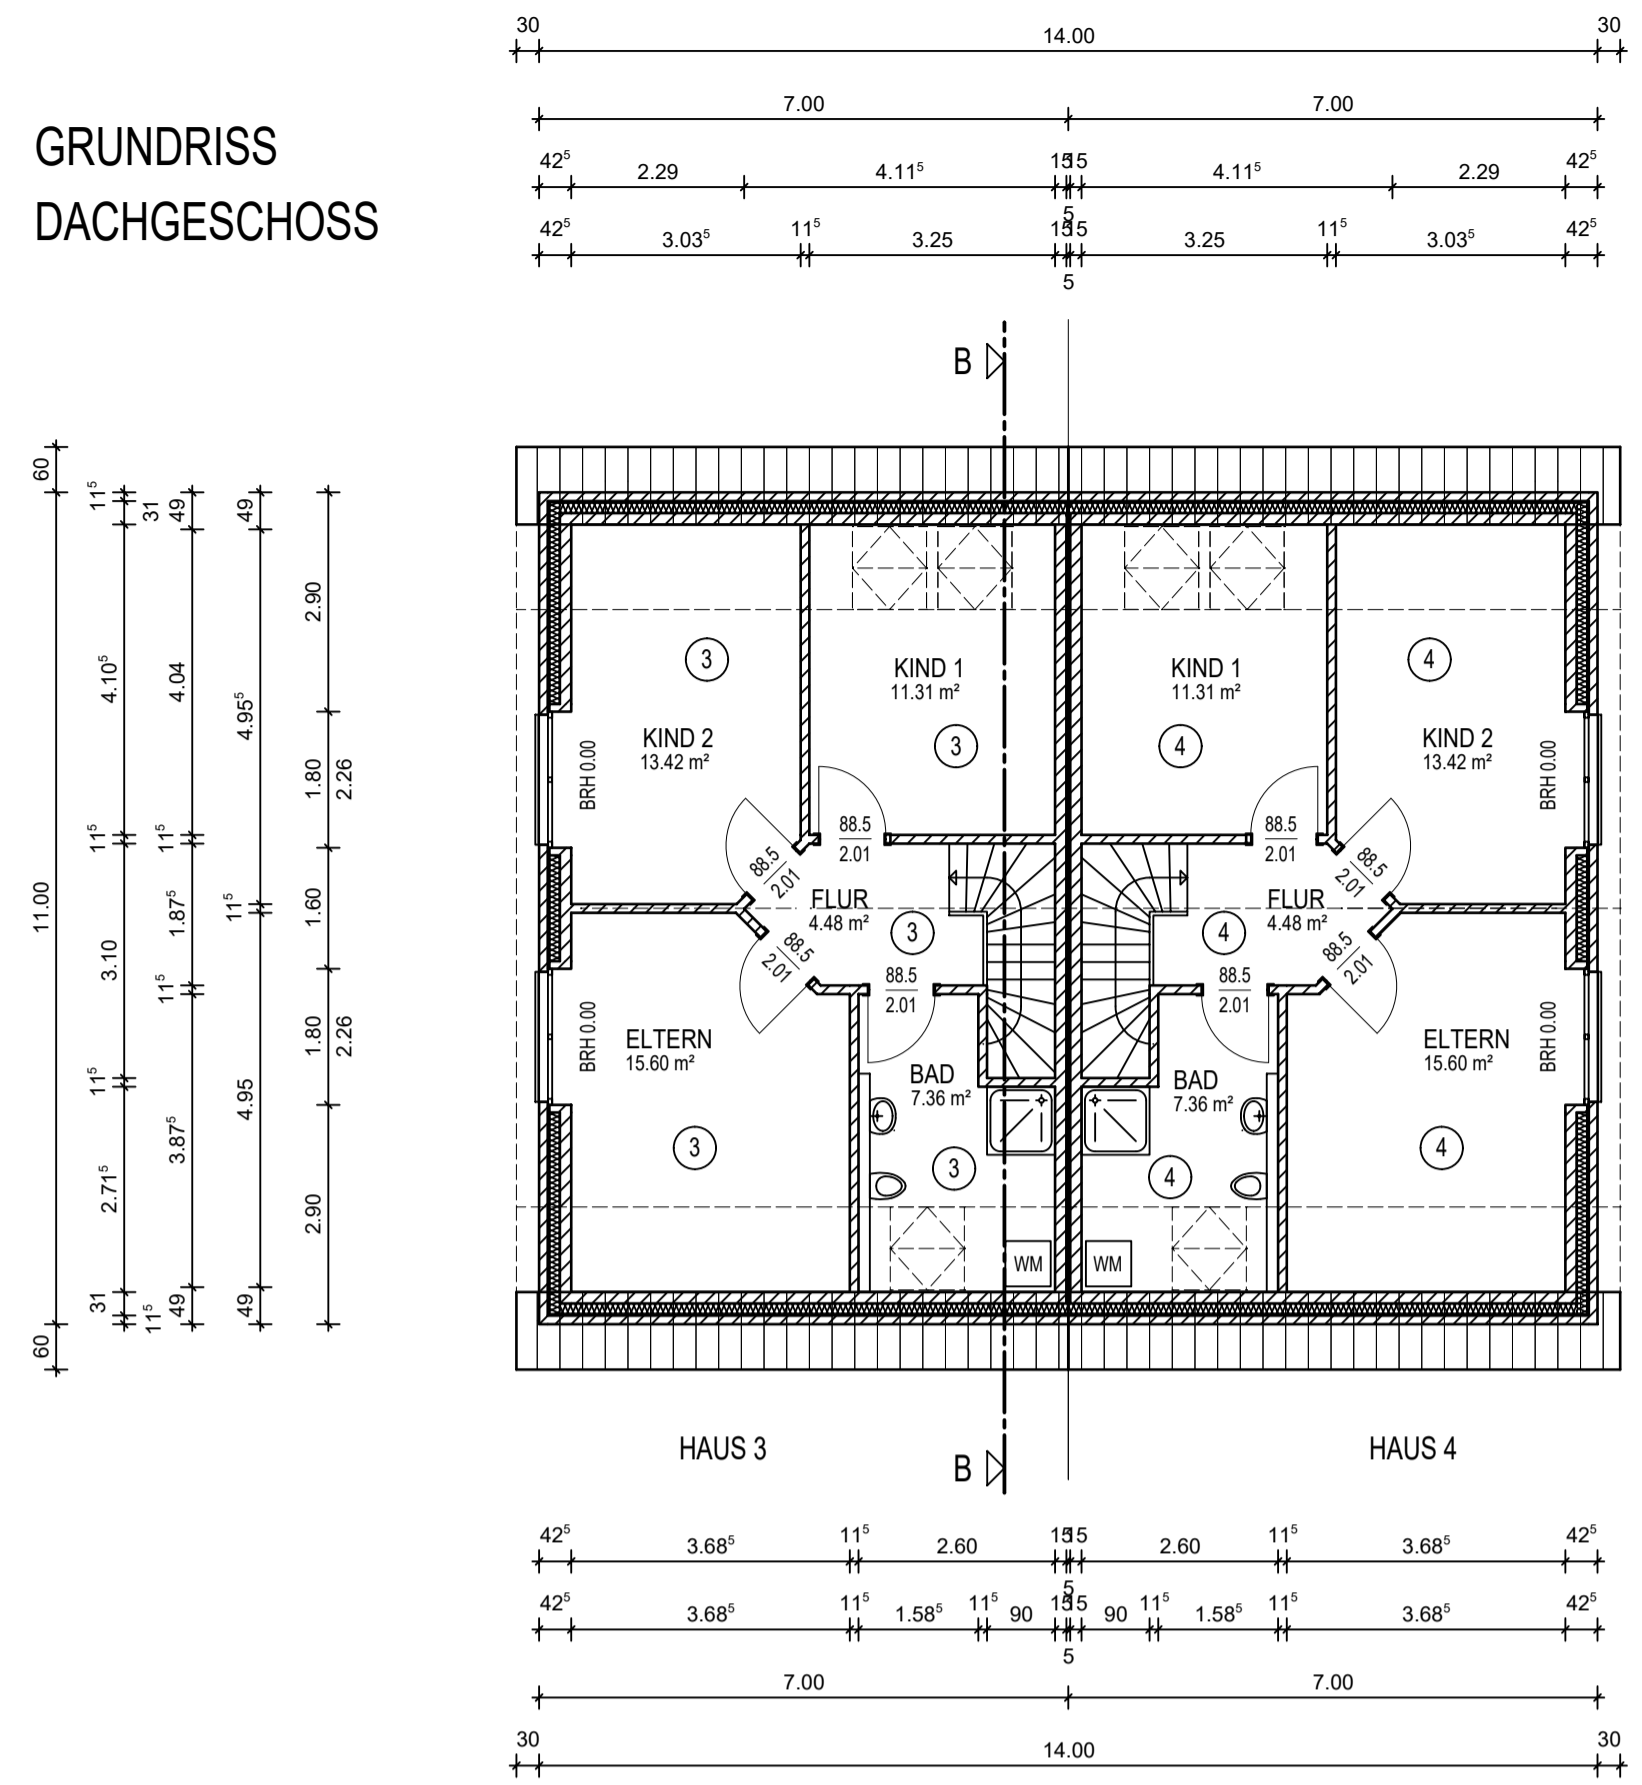 30 14.00 30
7.00 7.00
GRUNDRISS
DACHGESCHOSS
42⁵ 2.29 4.11⁵ 15 15 4.11⁵ 2.29 42⁵
5
42⁵ 3.03⁵ 11⁵ 3.25 15 15 3.25 11⁵ 3.03⁵ 42⁵
5
B
60
11.00
60
11⁵
31
4.10⁵
11⁵
3.10
11⁵
2.71⁵
31
11⁵
49
4.04
11⁵
1.87⁵
11⁵
3.87⁵
49
49
4.95⁵
11⁵
4.95
49
2.90
1.80
2.26
1.60
1.80
2.26
2.90
3
KIND 2
13.42 m²
BRH 0.00
KIND 1
11.31 m²
3
88.5
2.01
88.5
2.01
FLUR
4.48 m²
3
88.5
2.01
88.5
2.01
ELTERN
15.60 m²
BRH 0.00
3
BAD
7.36 m²
3
WM
KIND 1
11.31 m²
4
4
KIND 2
13.42 m²
BRH 0.00
88.5
2.01
88.5
2.01
FLUR
4.48 m²
4
88.5
2.01
88.5
2.01
BAD
7.36 m²
4
WM
ELTERN
15.60 m²
BRH 0.00
4
HAUS 3
HAUS 4
B
42⁵ 3.68⁵ 11⁵ 2.60 15 15 2.60 11⁵ 3.68⁵ 42⁵
5
42⁵ 3.68⁵ 11⁵ 1.58⁵ 11⁵ 90 15 15 90 11⁵ 1.58⁵ 11⁵ 3.68⁵ 42⁵
5
7.00 7.00
30 14.00 30